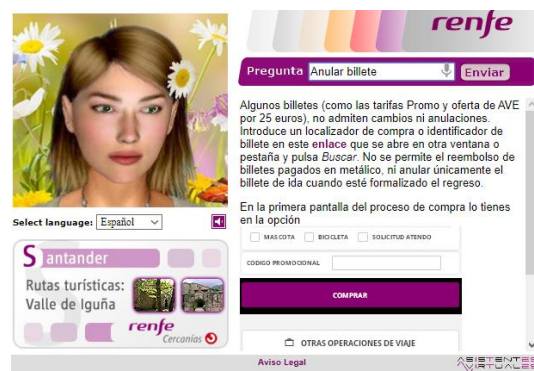 renfe
Pregunta Anular billete Enviar
Algunos billetes (como las tarifas Promo y oferta de AVE
por 25 euros), no admiten cambios ni anulaciones.
Introduce un localizador de compra o identificador de
billete en este enlace que se abre en otra ventana o
pestaña y pulsa Buscar. No se permite el reembolso de
billetes pagados en metálico, ni anular únicamente el
billete de ida cuando esté formalizado el regreso.
En la primera pantalla del proceso de compra lo tienes
en la opción
MASCOTA BICICLETA SOLICITUD ATENDO
CODIGO PROMOCIONAL
COMPRAR
OTRAS OPERACIONES DE VIAJE
Select language: Español
Santander
Rutas turísticas:
Valle de Iguña
renfe
Cercanías
Aviso Legal
ASISTENTES
VIRTUALES